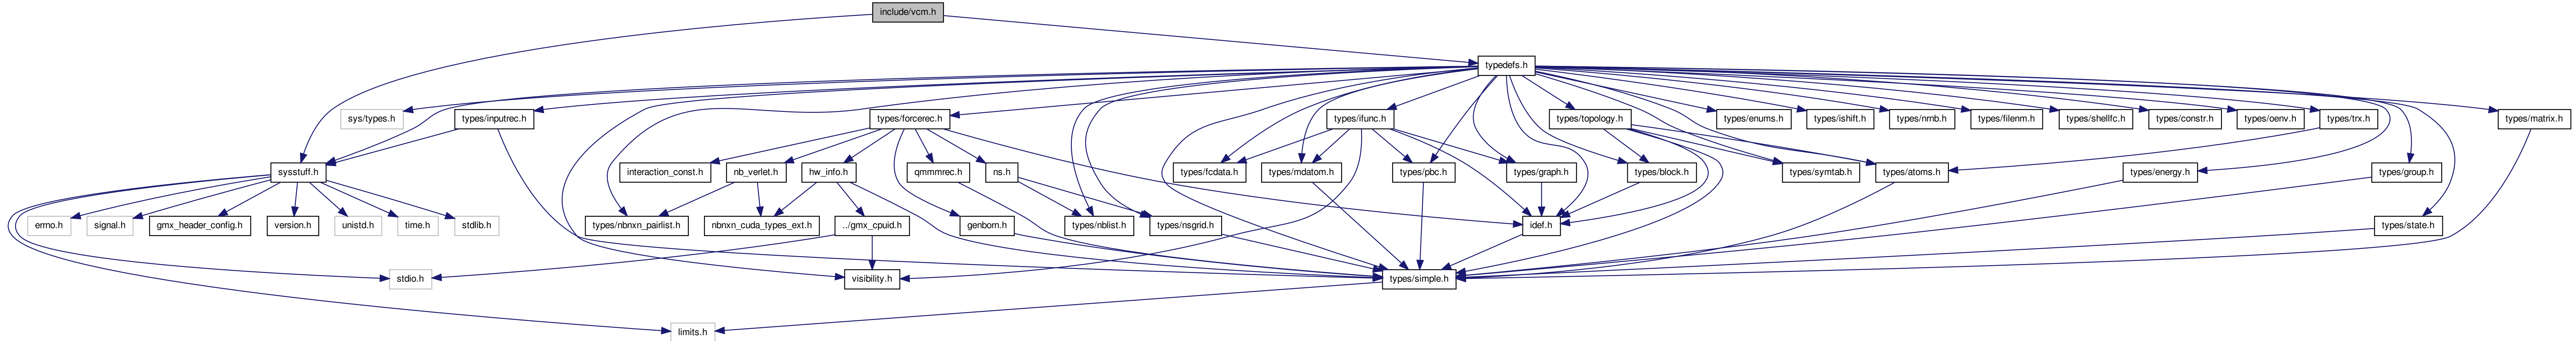 include/vcm.h
typedefs.h
sys/types.h
types/inputrec.h
types/forcerec.h
types/ifunc.h
types/topology.h
types/enums.h
types/ishift.h
types/nrnb.h
types/filenm.h
types/shellfc.h
types/constr.h
types/oenv.h
types/trx.h
types/matrix.h
sysstuff.h
interaction_const.h
nb_verlet.h
hw_info.h
qmmmrec.h
ns.h
types/fcdata.h
types/mdatom.h
types/pbc.h
types/graph.h
types/block.h
types/symtab.h
types/atoms.h
types/energy.h
types/group.h
errno.h
signal.h
gmx_header_config.h
version.h
unistd.h
time.h
stdlib.h
types/nbnxn_pairlist.h
nbnxn_cuda_types_ext.h
../gmx_cpuid.h
genborn.h
types/nblist.h
types/nsgrid.h
idef.h
types/state.h
stdio.h
visibility.h
types/simple.h
limits.h